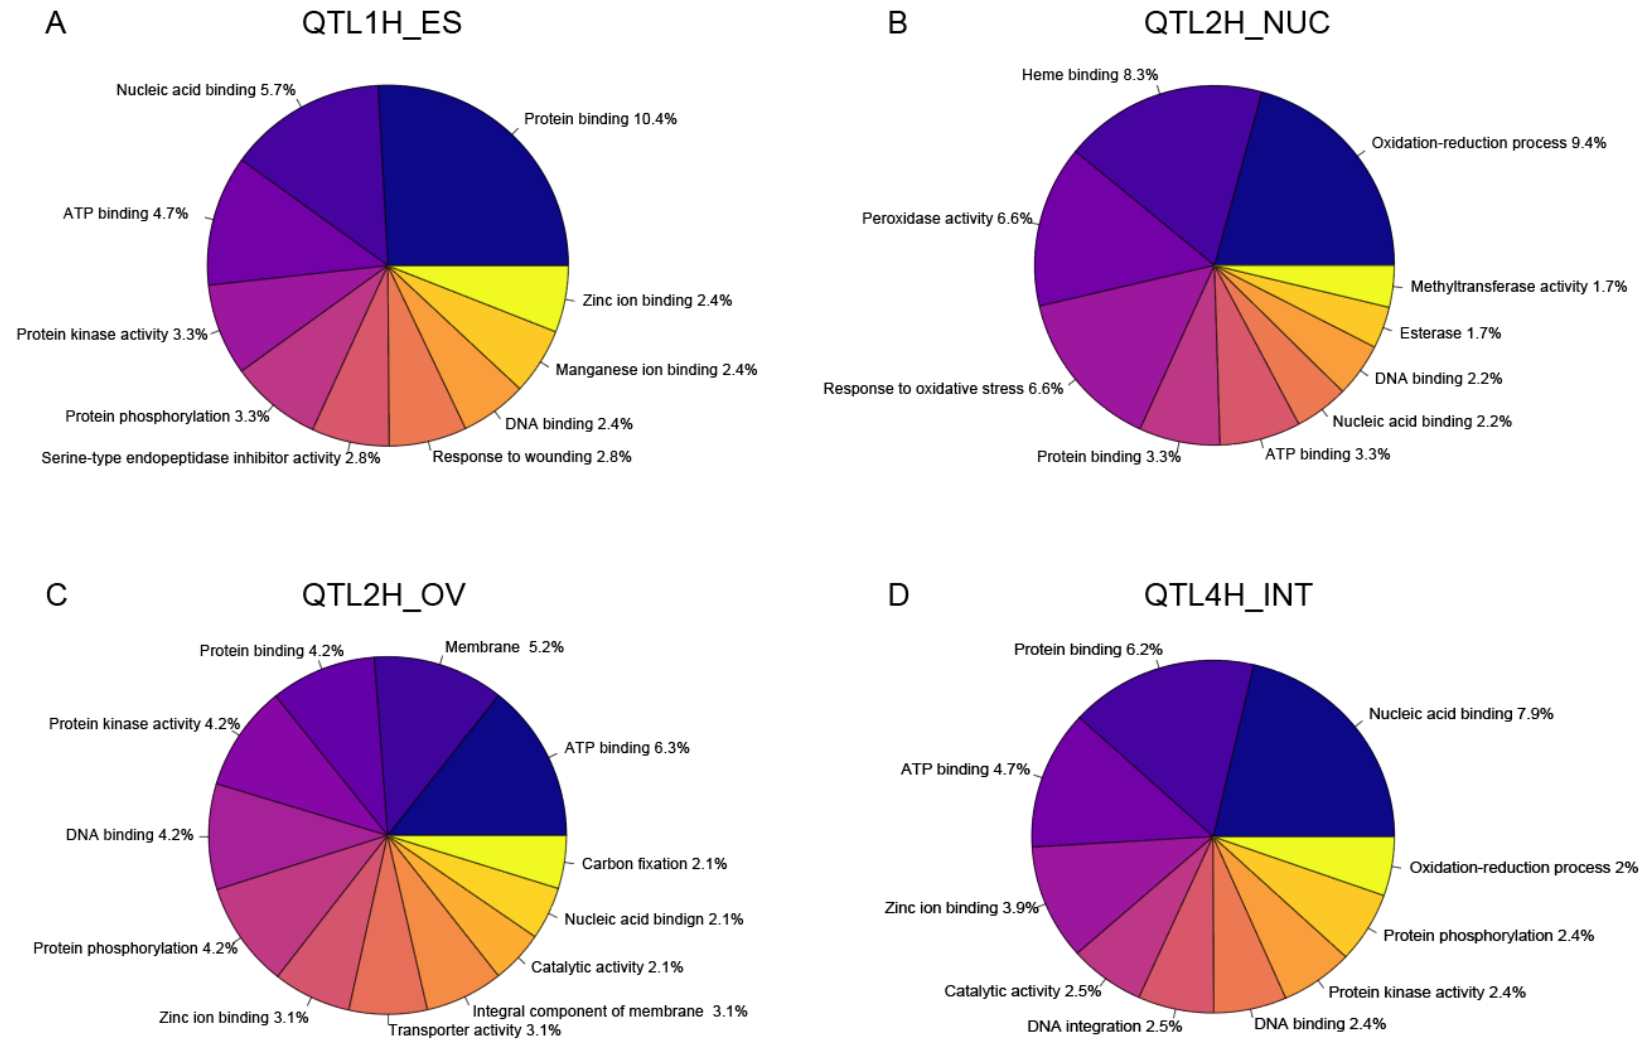 A
QTL1H_ES
Nucleic acid binding 5.7%
Protein binding 10.4%
ATP binding 4.7%
Zinc ion binding 2.4%
Protein kinase activity 3.3%
Manganese ion binding 2.4%
Protein phosphorylation 3.3%
DNA binding 2.4%
Serine-type endopeptidase inhibitor activity 2.8%
Response to wounding 2.8%
B
QTL2H_NUC
Heme binding 8.3%
Oxidation-reduction process 9.4%
Peroxidase activity 6.6%
Methyltransferase activity 1.7%
Esterase 1.7%
DNA binding 2.2%
Response to oxidative stress 6.6%
Nucleic acid binding 2.2%
Protein binding 3.3%
ATP binding 3.3%
C
QTL2H_OV
Protein binding 4.2%
Membrane 5.2%
Protein kinase activity 4.2%
ATP binding 6.3%
DNA binding 4.2%
Carbon fixation 2.1%
Nucleic acid bindign 2.1%
Protein phosphorylation 4.2%
Catalytic activity 2.1%
Zinc ion binding 3.1%
Integral component of membrane 3.1%
Transporter activity 3.1%
D
QTL4H_INT
Protein binding 6.2%
Nucleic acid binding 7.9%
ATP binding 4.7%
Oxidation-reduction process 2%
Zinc ion binding 3.9%
Protein phosphorylation 2.4%
Catalytic activity 2.5%
Protein kinase activity 2.4%
DNA integration 2.5%
DNA binding 2.4%